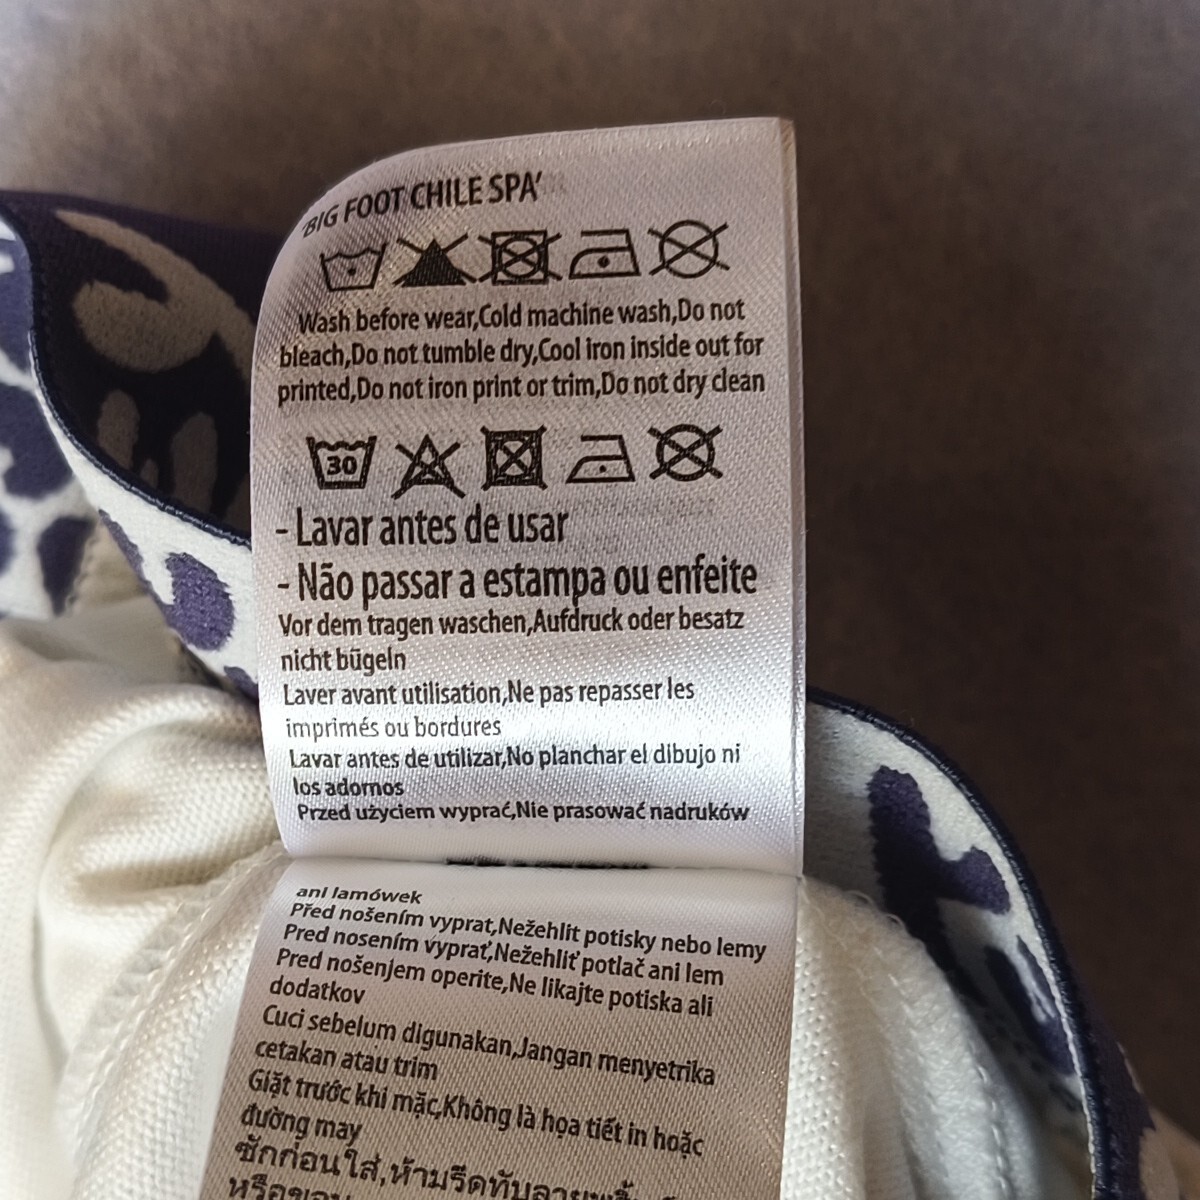 'BIG FOOT CHILE SPA'
Wash before wear,Cold machine wash,Do not
bleach,Do not tumble dry,Cool iron inside out for
printed,Do not iron print or trim,Do not dry clean
30
- Lavar antes de usar
- Não passar a estampa ou enfeite
Vor dem tragen waschen,Aufdruck oder besatz
nicht bügeln
Laver avant utilisation,Ne pas repasser les
imprimés ou bordures
Lavar antes de utilizar,No planchar el dibujo ni
los adornos
Przed użyciem wyprać,Nie prasować nadruków
ani lamówek
Před nošením vyprat,Nežehlit potisky nebo lemy
Pred nosením vyprať,Nežehliť potlač ani lem
Pred nošenjem operite,Ne likajte potiska ali
dodatkov
Cuci sebelum digunakan,Jangan menyetrika
cetakan atau trim
Giặt trước khi mặc,Không là họa tiết in hoặc
đường may
ซักก่อนใส่,ห้ามรีดทับลาย